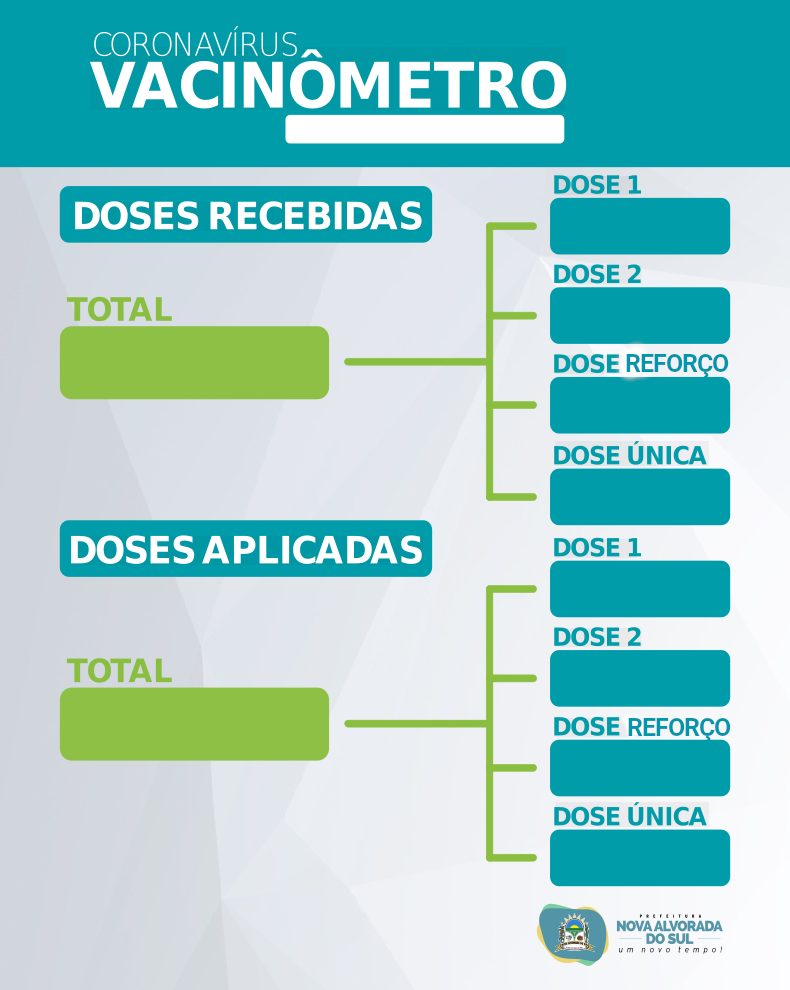 CORONAVÍRUS
VACINÔMETRO
DOSES RECEBIDAS
TOTAL
DOSE 1
DOSE 2
DOSE REFORÇO
DOSE ÚNICA
DOSES APLICADAS
TOTAL
DOSE 1
DOSE 2
DOSE REFORÇO
DOSE ÚNICA
PREFEITURA
NOVA ALVORADA
DO SUL
um novo tempo!